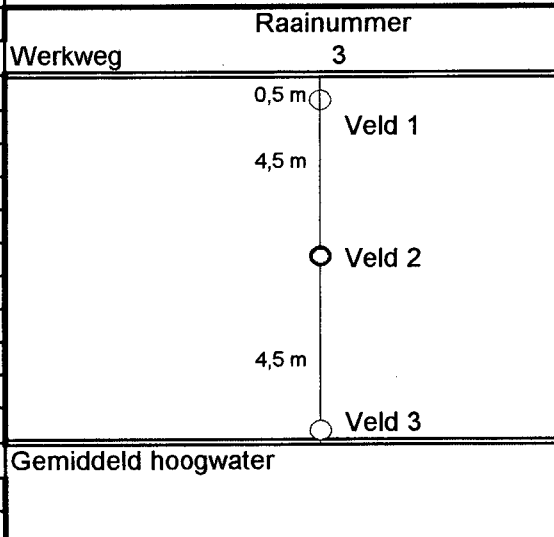 Raainummer
Werkweg 3
0,5 m
Veld 1
4,5 m
Veld 2
4,5 m
Veld 3
Gemiddeld hoogwater